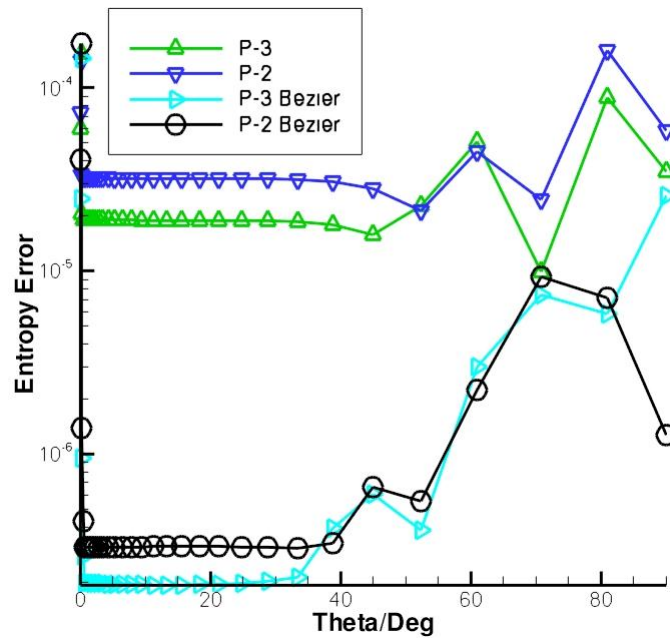 P-3
P-2
P-3 Bezier
P-2 Bezier
10⁻⁴
10⁻⁵
10⁻⁶
Entropy Error
0 20 40 60 80
Theta/Deg